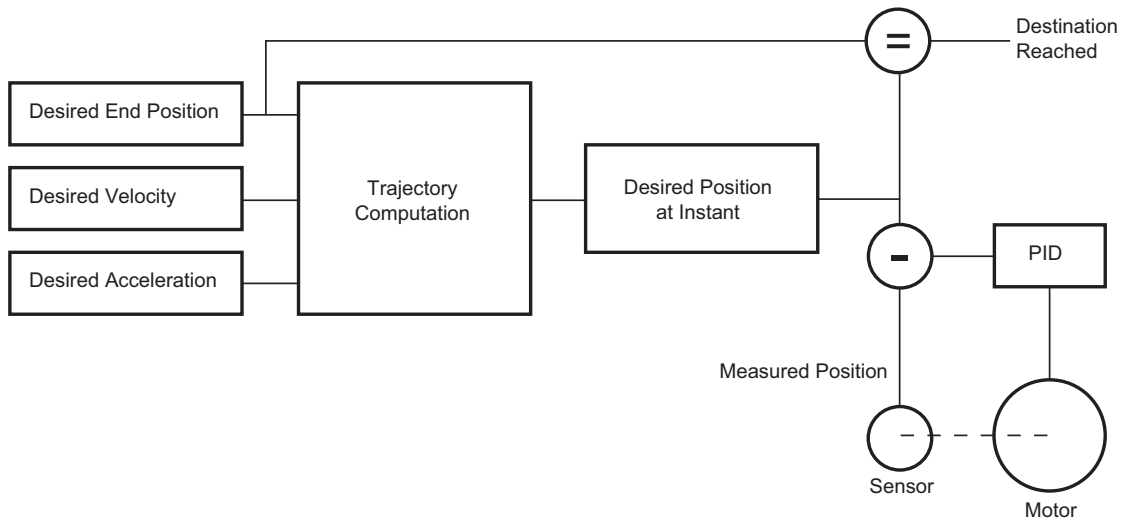 Destination
Reached
=
Desired End Position
Desired Velocity
Desired Acceleration
Trajectory
Computation
Desired Position
at Instant
-
PID
Measured Position
Sensor
Motor